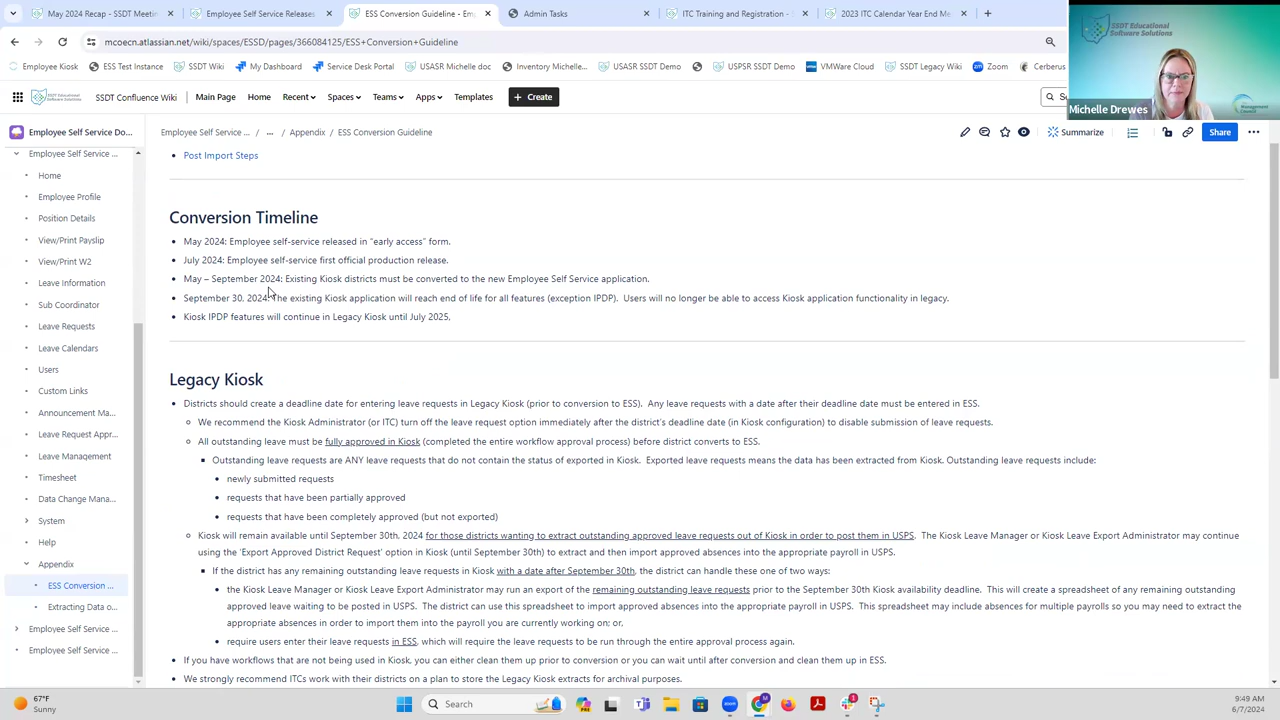 May 2024 Recap - SSDT Meetin
Employee Self Service Releases
ESS Conversion Guideline - Emp
Admin Tasks
ITC Training and Registration - S
2023 ITC Calendar Year End Me
mcoecn.atlassian.net/wiki/spaces/ESSD/pages/366084125/ESS+Conversion+Guideline
Employee Kiosk
ESS Test Instance
SSDT Wiki
My Dashboard
Service Desk Portal
USASR Michelle doc
Inventory Michelle...
USASR SSDT Demo
USPSR SSDT Demo
VMWare Cloud
SSDT Legacy Wiki
Zoom
Cerberus
SSDT Educational
Software Solutions
Management
Council
Michelle Drewes
SSDT Educational
Software Solutions
SSDT Confluence Wiki
Main Page
Home
Recent
Spaces
Teams
Apps
Templates
+ Create
Employee Self Service Do...
Employee Self Service ... / ... / Appendix / ESS Conversion Guideline
Summarize
Share
Employee Self Service ...
Home
Employee Profile
Position Details
View/Print Payslip
View/Print W2
Leave Information
Sub Coordinator
Leave Requests
Leave Calendars
Users
Custom Links
Announcement Ma...
Leave Request Appr...
Leave Management
Timesheet
Data Change Mana...
System
Help
Appendix
ESS Conversion ...
Extracting Data o...
Employee Self Service ...
Employee Self Service ...
• Post Import Steps
Conversion Timeline
• May 2024: Employee self-service released in "early access" form.
• July 2024: Employee self-service first official production release.
• May – September 2024: Existing Kiosk districts must be converted to the new Employee Self Service application.
• September 30, 2024: The existing Kiosk application will reach end of life for all features (exception IPDP). Users will no longer be able to access Kiosk application functionality in legacy.
• Kiosk IPDP features will continue in Legacy Kiosk until July 2025.
Legacy Kiosk
• Districts should create a deadline date for entering leave requests in Legacy Kiosk (prior to conversion to ESS). Any leave requests with a date after their deadline date must be entered in ESS.
We recommend the Kiosk Administrator (or ITC) turn off the leave request option immediately after the district's deadline date (in Kiosk configuration) to disable submission of leave requests.
All outstanding leave must be fully approved in Kiosk (completed the entire workflow approval process) before district converts to ESS.
Outstanding leave requests are ANY leave requests that do not contain the status of exported in Kiosk. Exported leave requests means the data has been extracted from Kiosk. Outstanding leave requests include:
• newly submitted requests
• requests that have been partially approved
• requests that have been completely approved (but not exported)
Kiosk will remain available until September 30th, 2024 for those districts wanting to extract outstanding approved leave requests out of Kiosk in order to post them in USPS. The Kiosk Leave Manager or Kiosk Leave Export Administrator may continue
using the 'Export Approved District Request' option in Kiosk (until September 30th) to extract and then import approved absences into the appropriate payroll in USPS.
If the district has any remaining outstanding leave requests in Kiosk with a date after September 30th, the district can handle these one of two ways:
• the Kiosk Leave Manager or Kiosk Leave Export Administrator may run an export of the remaining outstanding leave requests prior to the September 30th Kiosk availability deadline. This will create a spreadsheet of any remaining outstanding
approved leave waiting to be posted in USPS. The district can use this spreadsheet to import approved absences into the appropriate payroll in USPS. This spreadsheet may include absences for multiple payrolls so you may need to extract the
appropriate absences in order to import them into the payroll you are currently working on; or,
• require users enter their leave requests in ESS, which will require the leave requests to be run through the entire approval process again.
• If you have workflows that are not being used in Kiosk, you can either clean them up prior to conversion or you can wait until after conversion and clean them up in ESS.
• We strongly recommend ITCs work with their districts on a plan to store the Legacy Kiosk extracts for archival purposes.
67°F
Sunny
Search
9:49 AM
6/7/2024